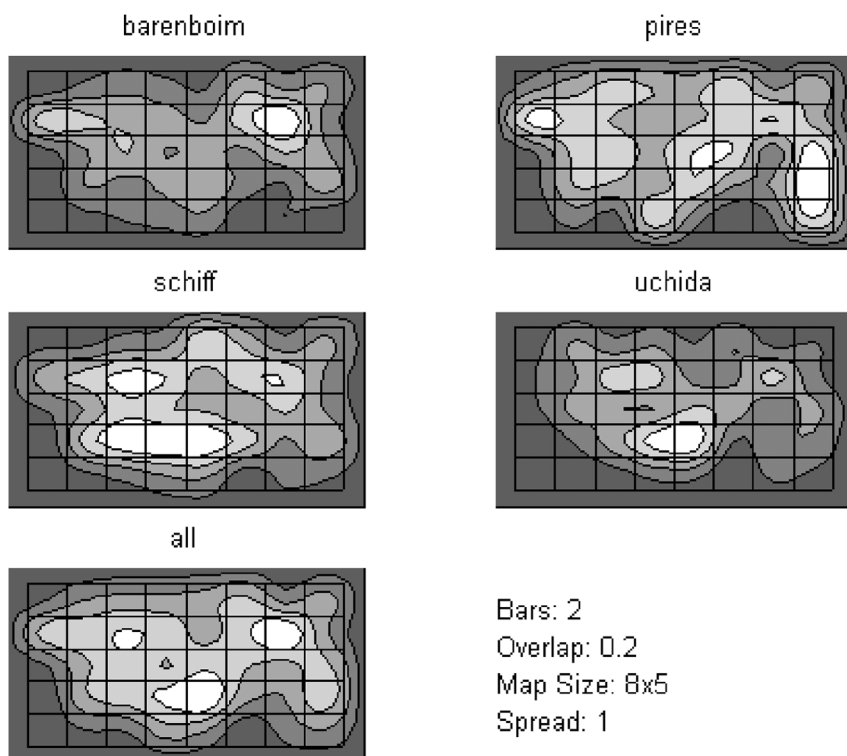 barenboim
pires
schiff
uchida
all
Bars: 2
Overlap: 0.2
Map Size: 8x5
Spread: 1